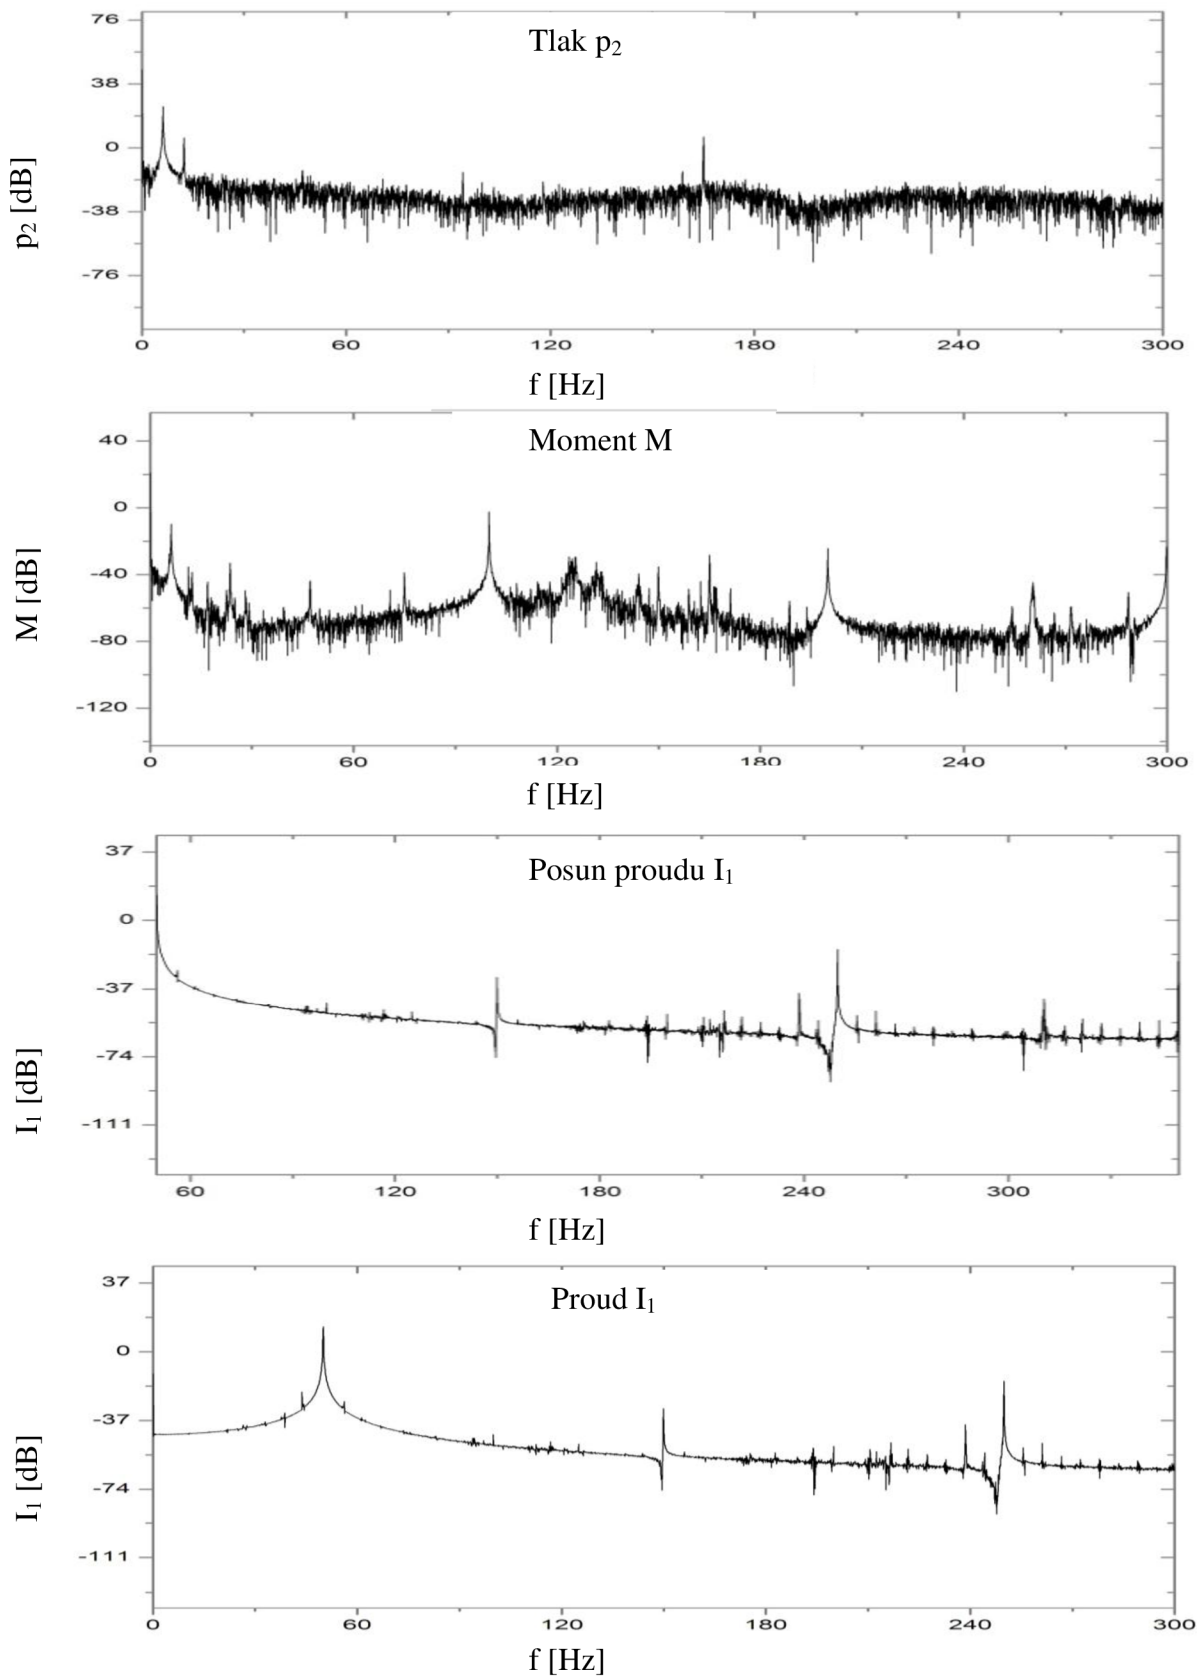 Tlak p₂
76
38
0
-38
-76
p₂ [dB]
0 60 120 180 240 300
f [Hz]
Moment M
40
0
-40
-80
-120
M [dB]
0 60 120 180 240 300
f [Hz]
Posun proudu I₁
37
0
-37
-74
-111
I₁ [dB]
60 120 180 240 300
f [Hz]
Proud I₁
37
0
-37
-74
-111
I₁ [dB]
0 60 120 180 240 300
f [Hz]